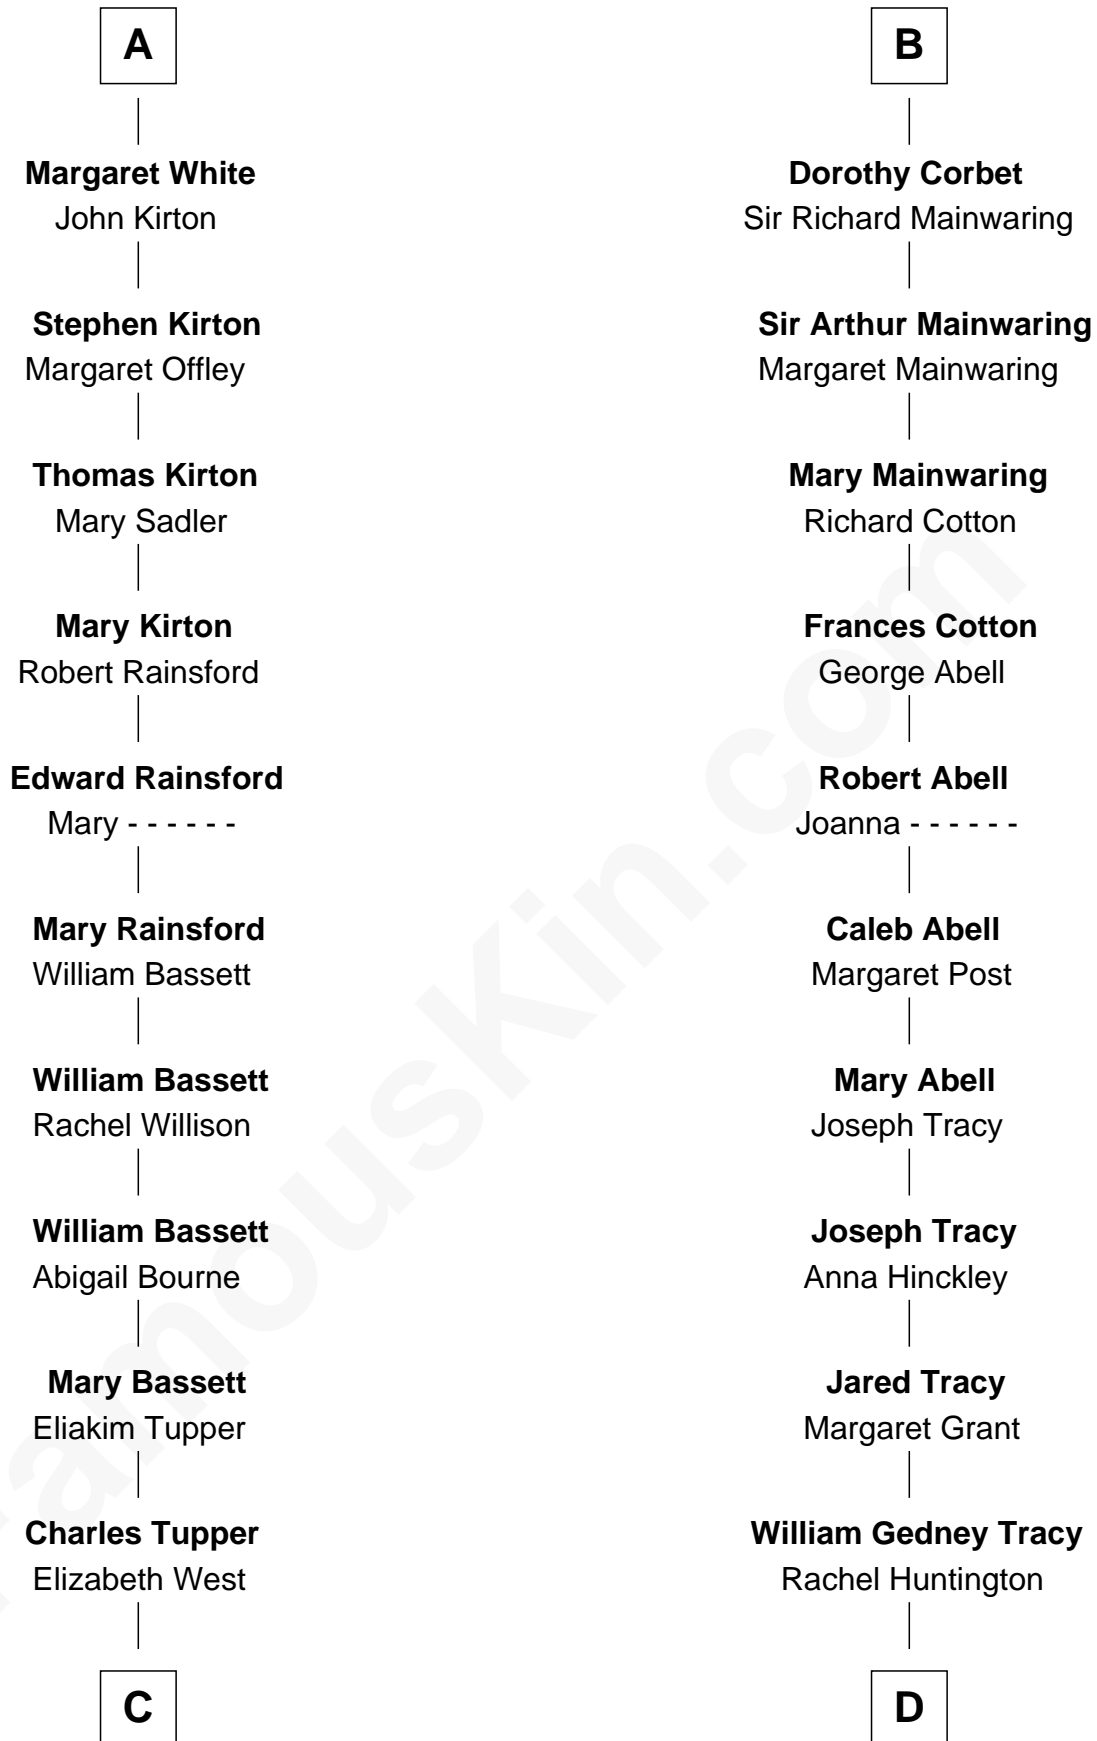 A
Margaret White
John Kirton
Stephen Kirton
Margaret Offley
Thomas Kirton
Mary Sadler
Mary Kirton
Robert Rainsford
Edward Rainsford
Mary - - - - - -
Mary Rainsford
William Bassett
William Bassett
Rachel Willison
William Bassett
Abigail Bourne
Mary Bassett
Eliakim Tupper
Charles Tupper
Elizabeth West
C
B
Dorothy Corbet
Sir Richard Mainwaring
Sir Arthur Mainwaring
Margaret Mainwaring
Mary Mainwaring
Richard Cotton
Frances Cotton
George Abell
Robert Abell
Joanna - - - - - -
Caleb Abell
Margaret Post
Mary Abell
Joseph Tracy
Joseph Tracy
Anna Hinckley
Jared Tracy
Margaret Grant
William Gedney Tracy
Rachel Huntington
D
FamousKin.com